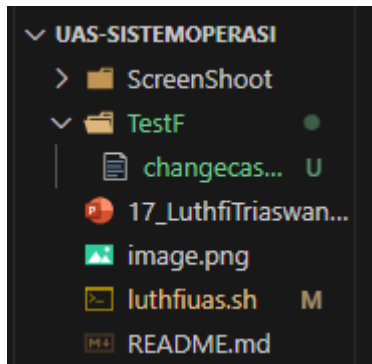 UAS-SISTEMOPERASI
ScreenShoot
TestF
changecas... U
17_LuthfiTriaswan...
image.png
luthfiuas.sh M
README.md